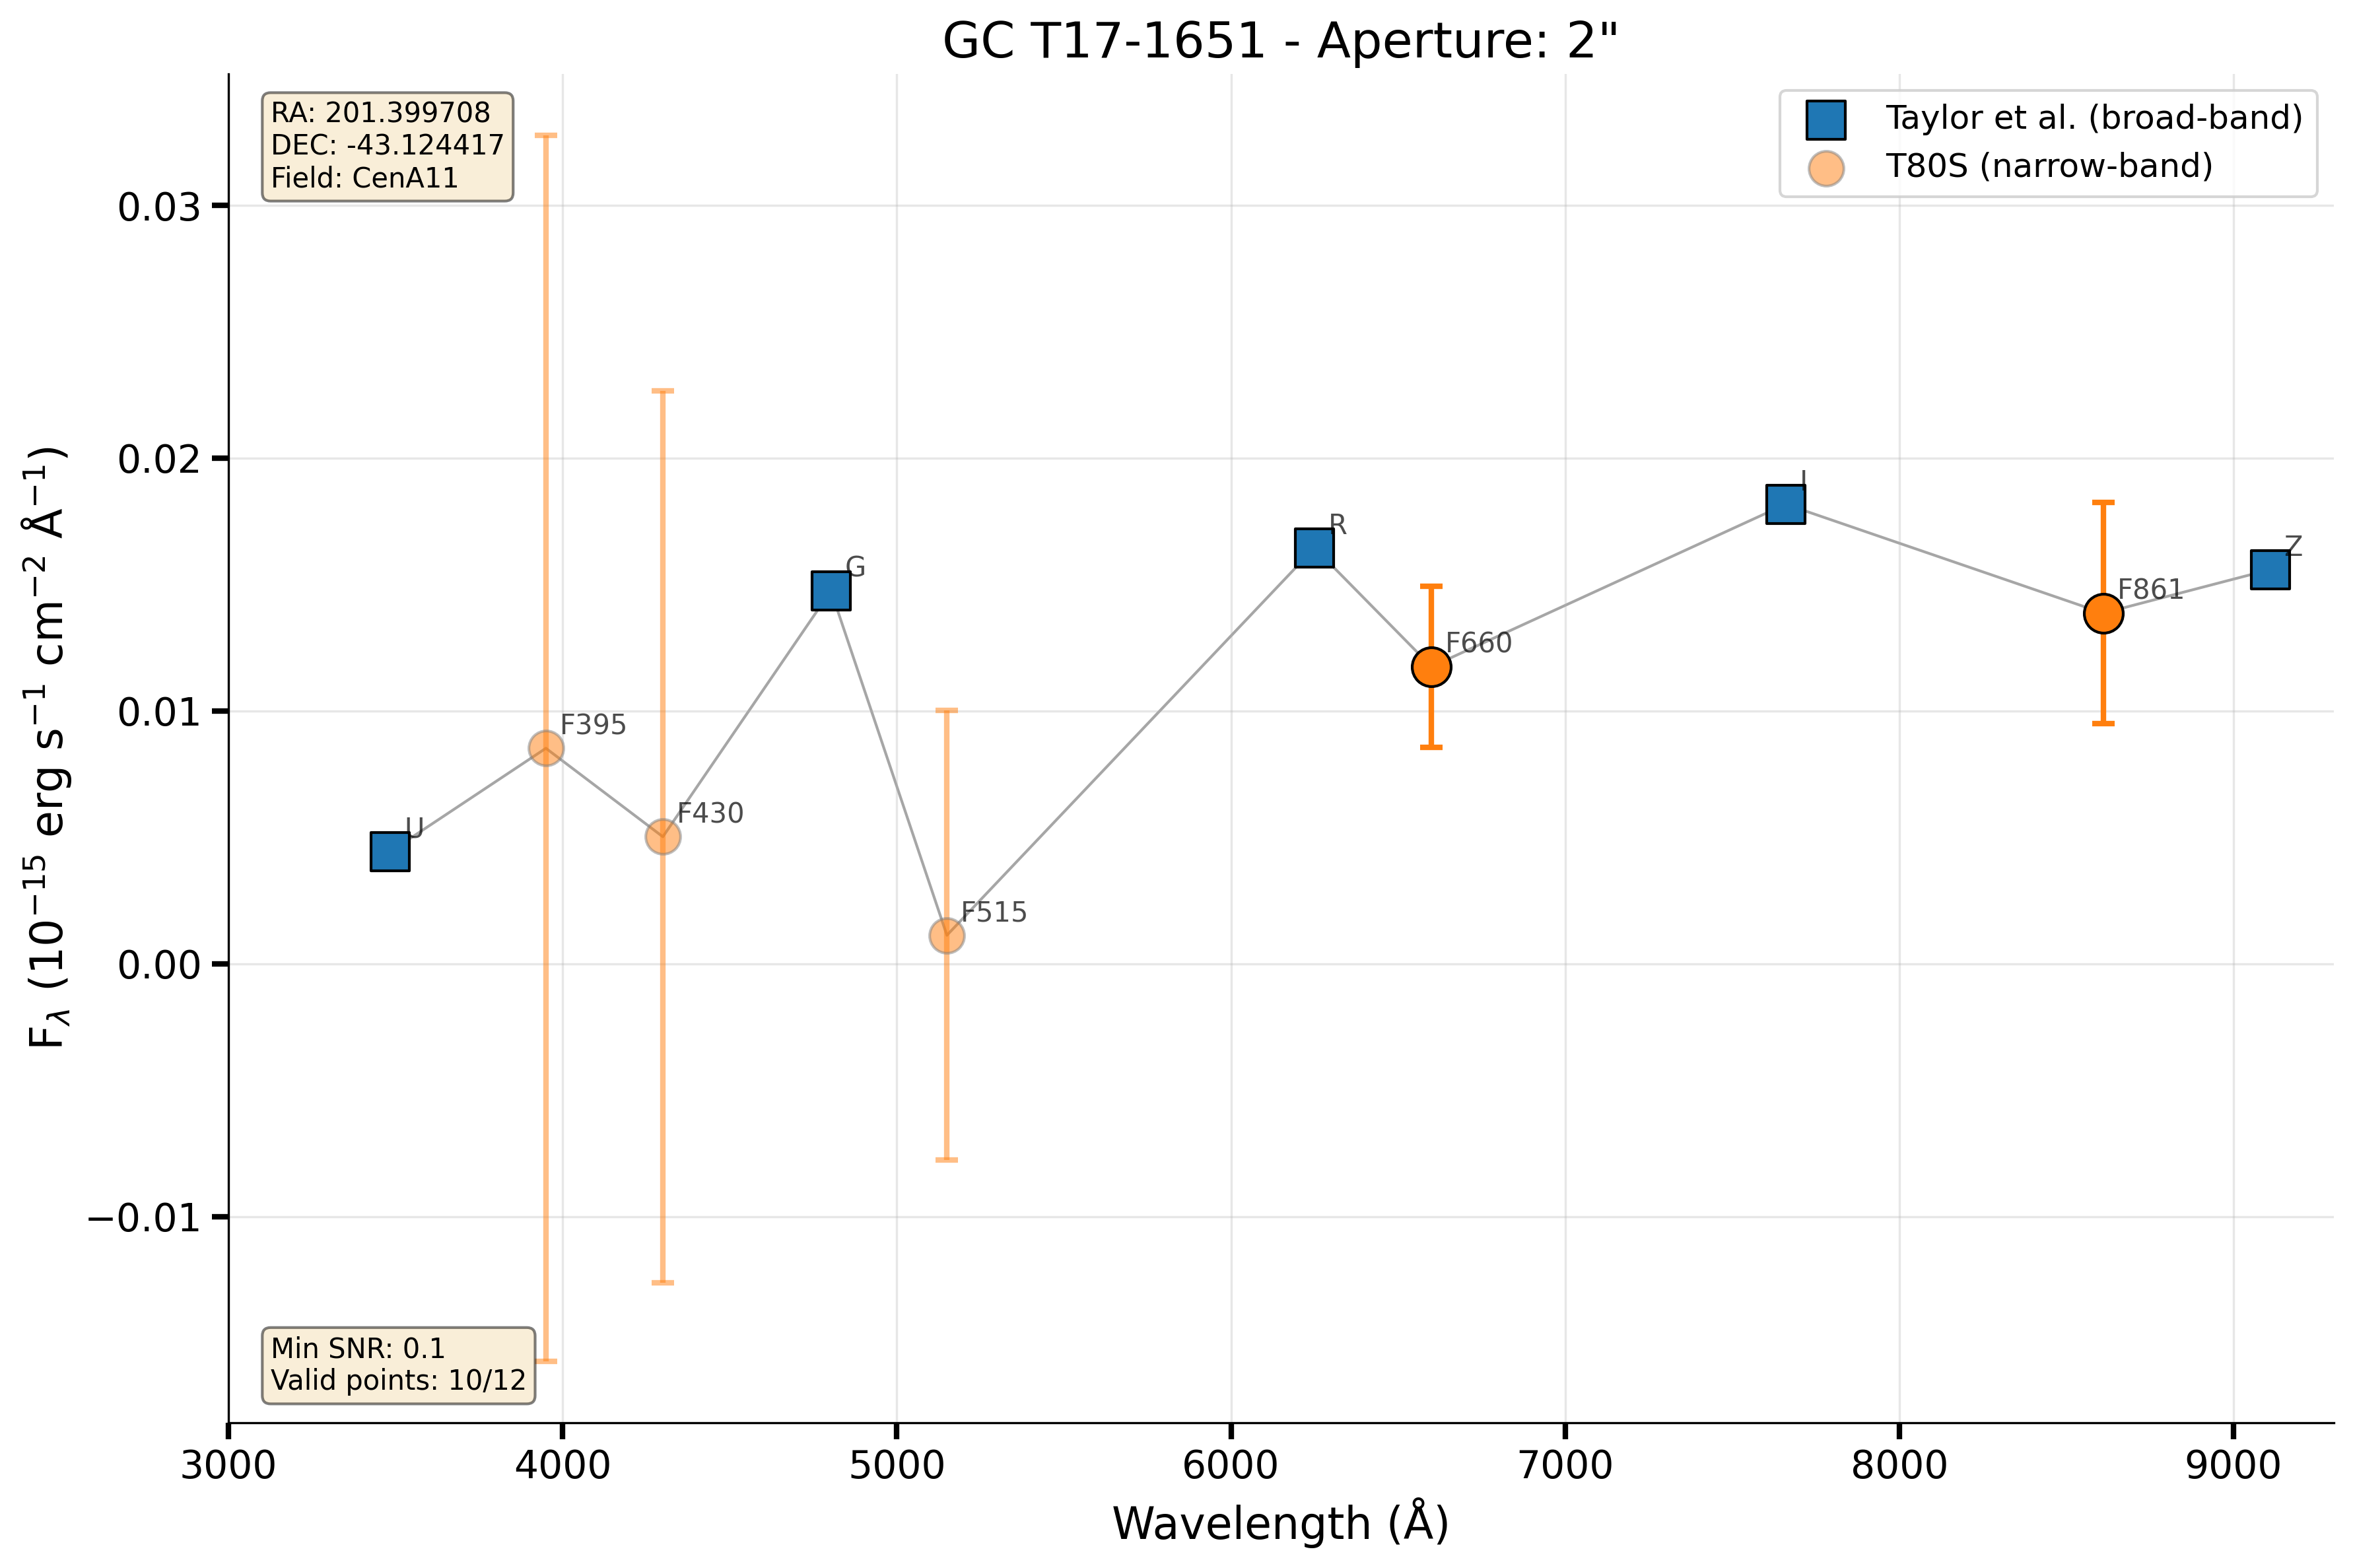 GC T17-1651 - Aperture: 2"
RA: 201.399708
DEC: -43.124417
Field: CenA11
Taylor et al. (broad-band)
T80S (narrow-band)
0.03
0.02
0.01
0.00
−0.01
F_λ (10⁻¹⁵ erg s⁻¹ cm⁻² Å⁻¹)
U
F395
F430
G
F515
R
F660
I
F861
Z
Min SNR: 0.1
Valid points: 10/12
3000 4000 5000 6000 7000 8000 9000
Wavelength (Å)